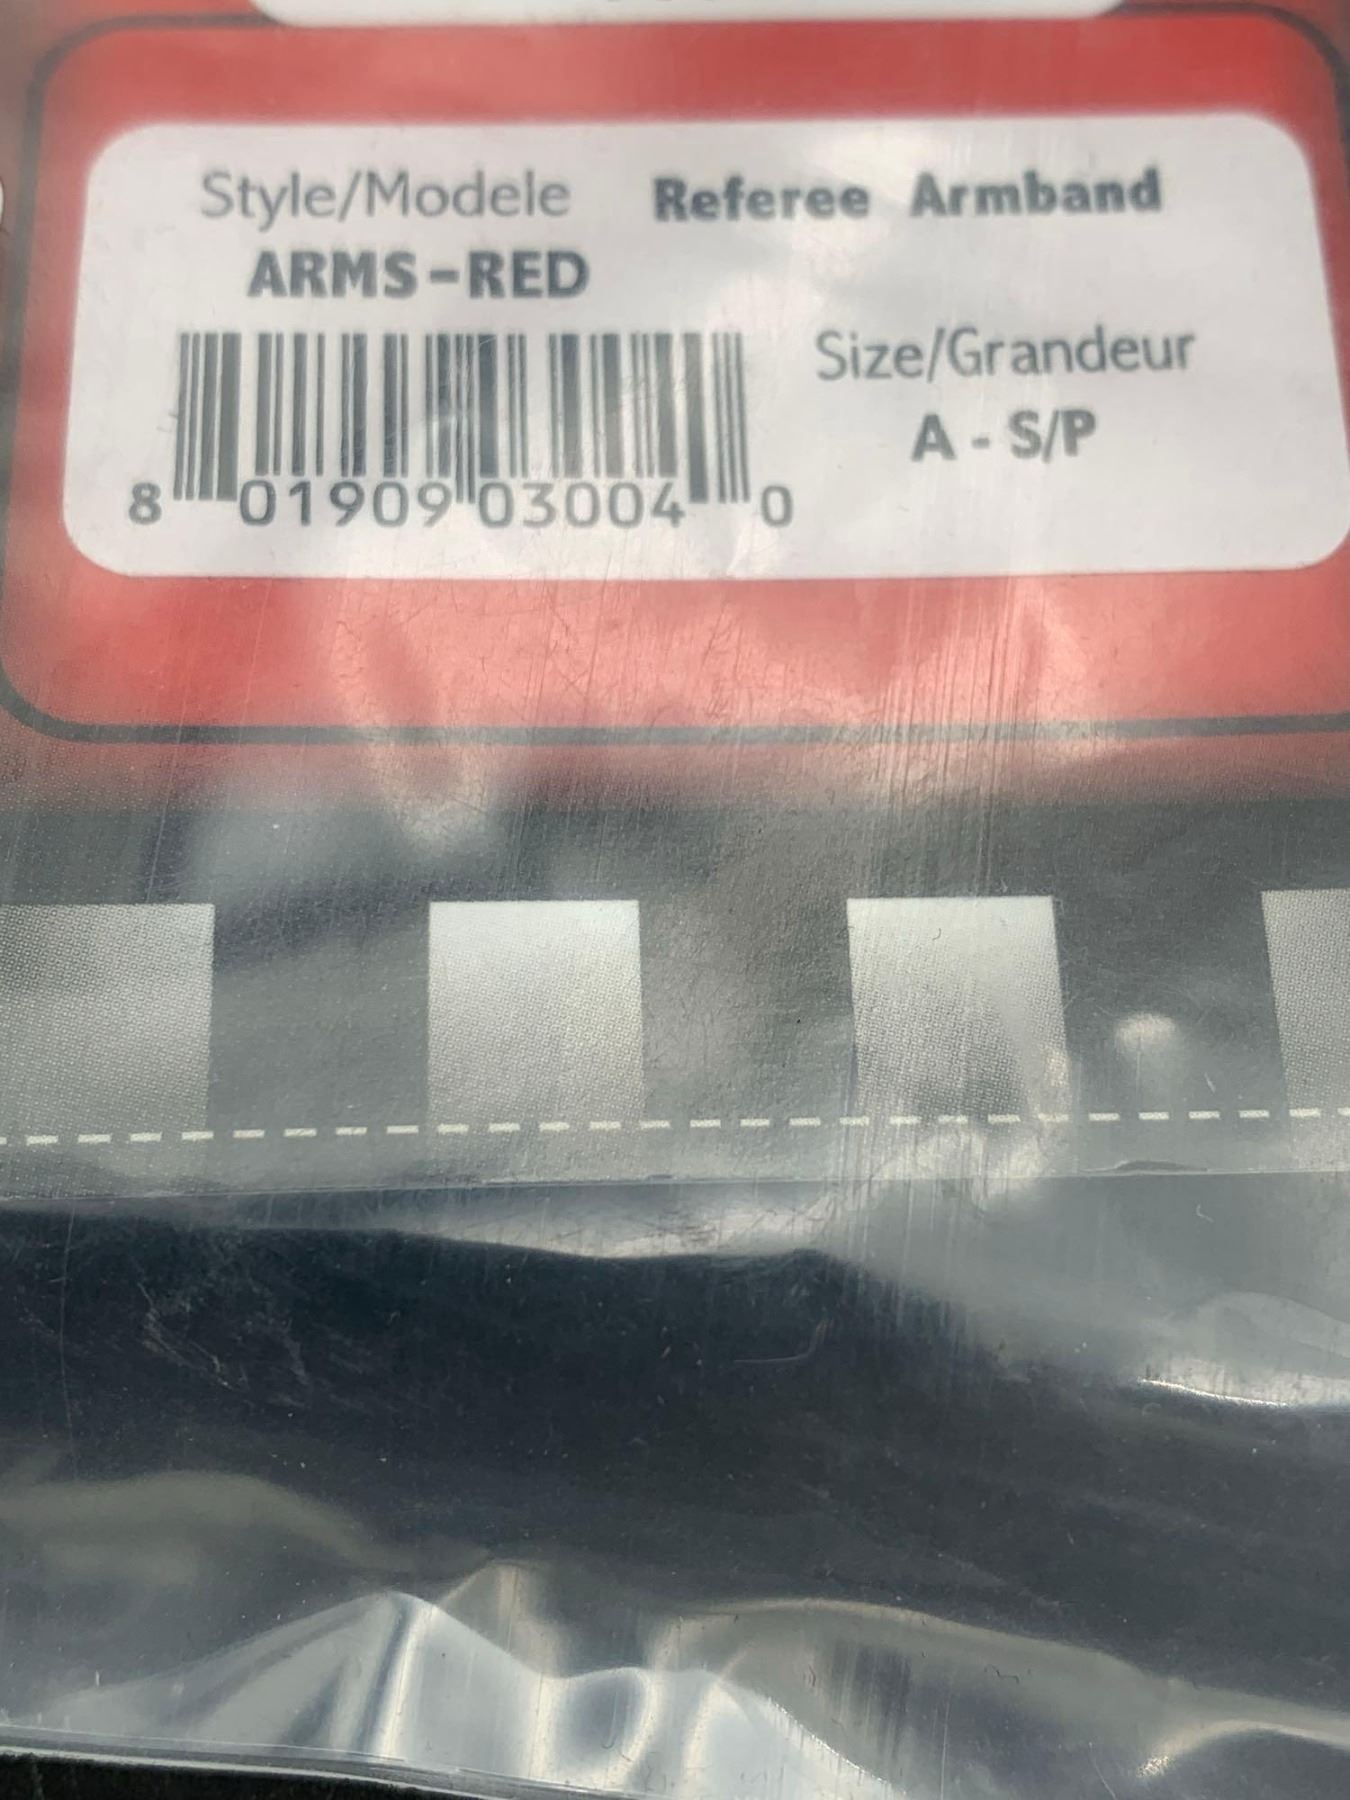 Style/Modele Referee Armband
ARMS-RED
Size/Grandeur
A - S/P
8 01909 03004 0